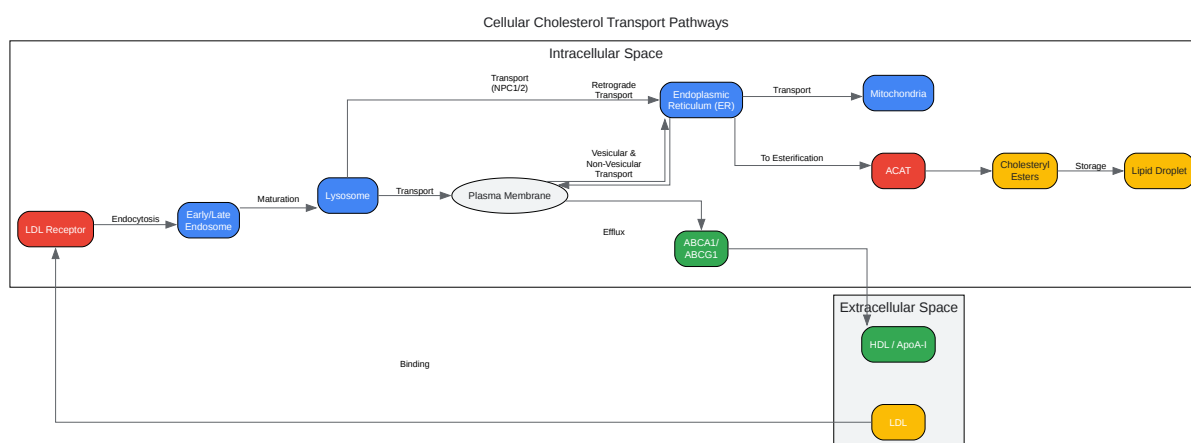 Cellular Cholesterol Transport Pathways
Intracellular Space
Transport
(NPC1/2)
Retrograde
Transport
Endoplasmic
Reticulum (ER)
Transport
Mitochondria
Vesicular &
Non-Vesicular
Transport
To Esterification
ACAT
Cholesteryl
Esters
Storage
Lipid Droplet
Lysosome
Transport
Plasma Membrane
Maturation
Early/Late
Endosome
Endocytosis
LDL Receptor
Efflux
ABCA1/
ABCG1
Extracellular Space
HDL / ApoA-I
Binding
LDL